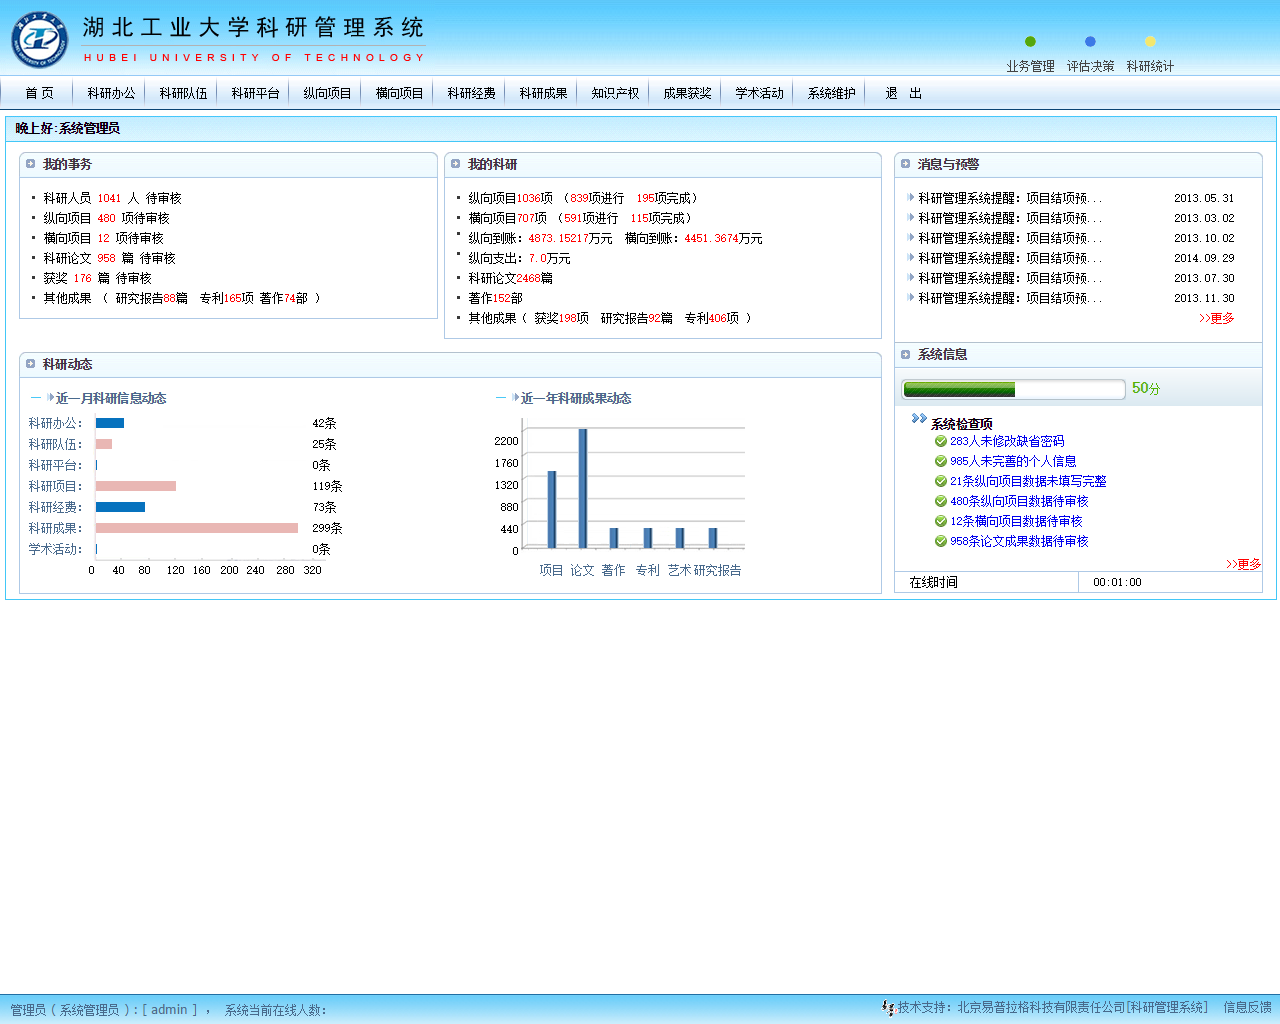 湖北工业大学科研管理系统
HUBEI UNIVERSITY OF TECHNOLOGY
业务管理 评估决策 科研统计
首 页 科研办公 科研队伍 科研平台 纵向项目 横向项目 科研经费 科研成果 知识产权 成果获奖 学术活动 系统维护 退 出
晚上好:系统管理员
我的事务
科研人员 1041 人 待审核
纵向项目 480 项待审核
横向项目 12 项待审核
科研论文 958 篇 待审核
获奖 176 篇 待审核
其他成果 （ 研究报告88篇 专利165项 著作74部 ）
我的科研
纵向项目1036项 （839项进行 195项完成）
横向项目707项 （591项进行 115项完成）
纵向到账：4873.15217万元 横向到账：4451.3674万元
纵向支出：7.0万元
科研论文2468篇
著作152部
其他成果（ 获奖198项 研究报告92篇 专利406项 ）
消息与预警
科研管理系统提醒：项目结项预... 2013.05.31
科研管理系统提醒：项目结项预... 2013.03.02
科研管理系统提醒：项目结项预... 2013.10.02
科研管理系统提醒：项目结项预... 2014.09.29
科研管理系统提醒：项目结项预... 2013.07.30
科研管理系统提醒：项目结项预... 2013.11.30
>>更多
科研动态
近一月科研信息动态
科研办公： 42条
科研队伍： 25条
科研平台： 0条
科研项目： 119条
科研经费： 73条
科研成果： 299条
学术活动： 0条
0 40 80 120 160 200 240 280 320
近一年科研成果动态
2200
1760
1320
880
440
0
项目 论文 著作 专利 艺术 研究报告
系统信息
50分
系统检查项
283人未修改缺省密码
985人未完善的个人信息
21条纵向项目数据未填写完整
480条纵向项目数据待审核
12条横向项目数据待审核
958条论文成果数据待审核
>>更多
在线时间 00:01:00
管理员（ 系统管理员 ）：[ admin ] ， 系统当前在线人数：
技术支持：北京易普拉格科技有限责任公司[科研管理系统] 信息反馈